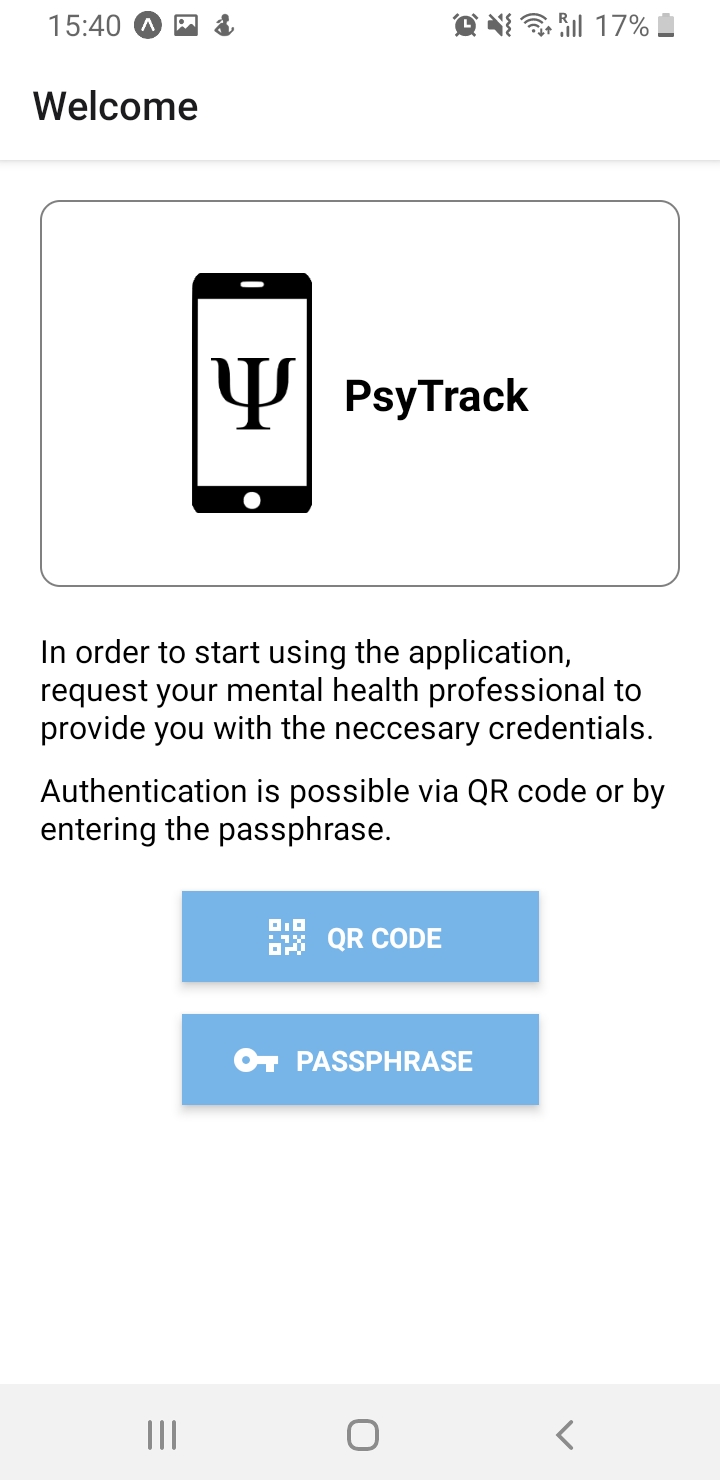 15:40 R 17%
Welcome
Ψ
PsyTrack
In order to start using the application,
request your mental health professional to
provide you with the neccesary credentials.
Authentication is possible via QR code or by
entering the passphrase.
QR CODE
PASSPHRASE